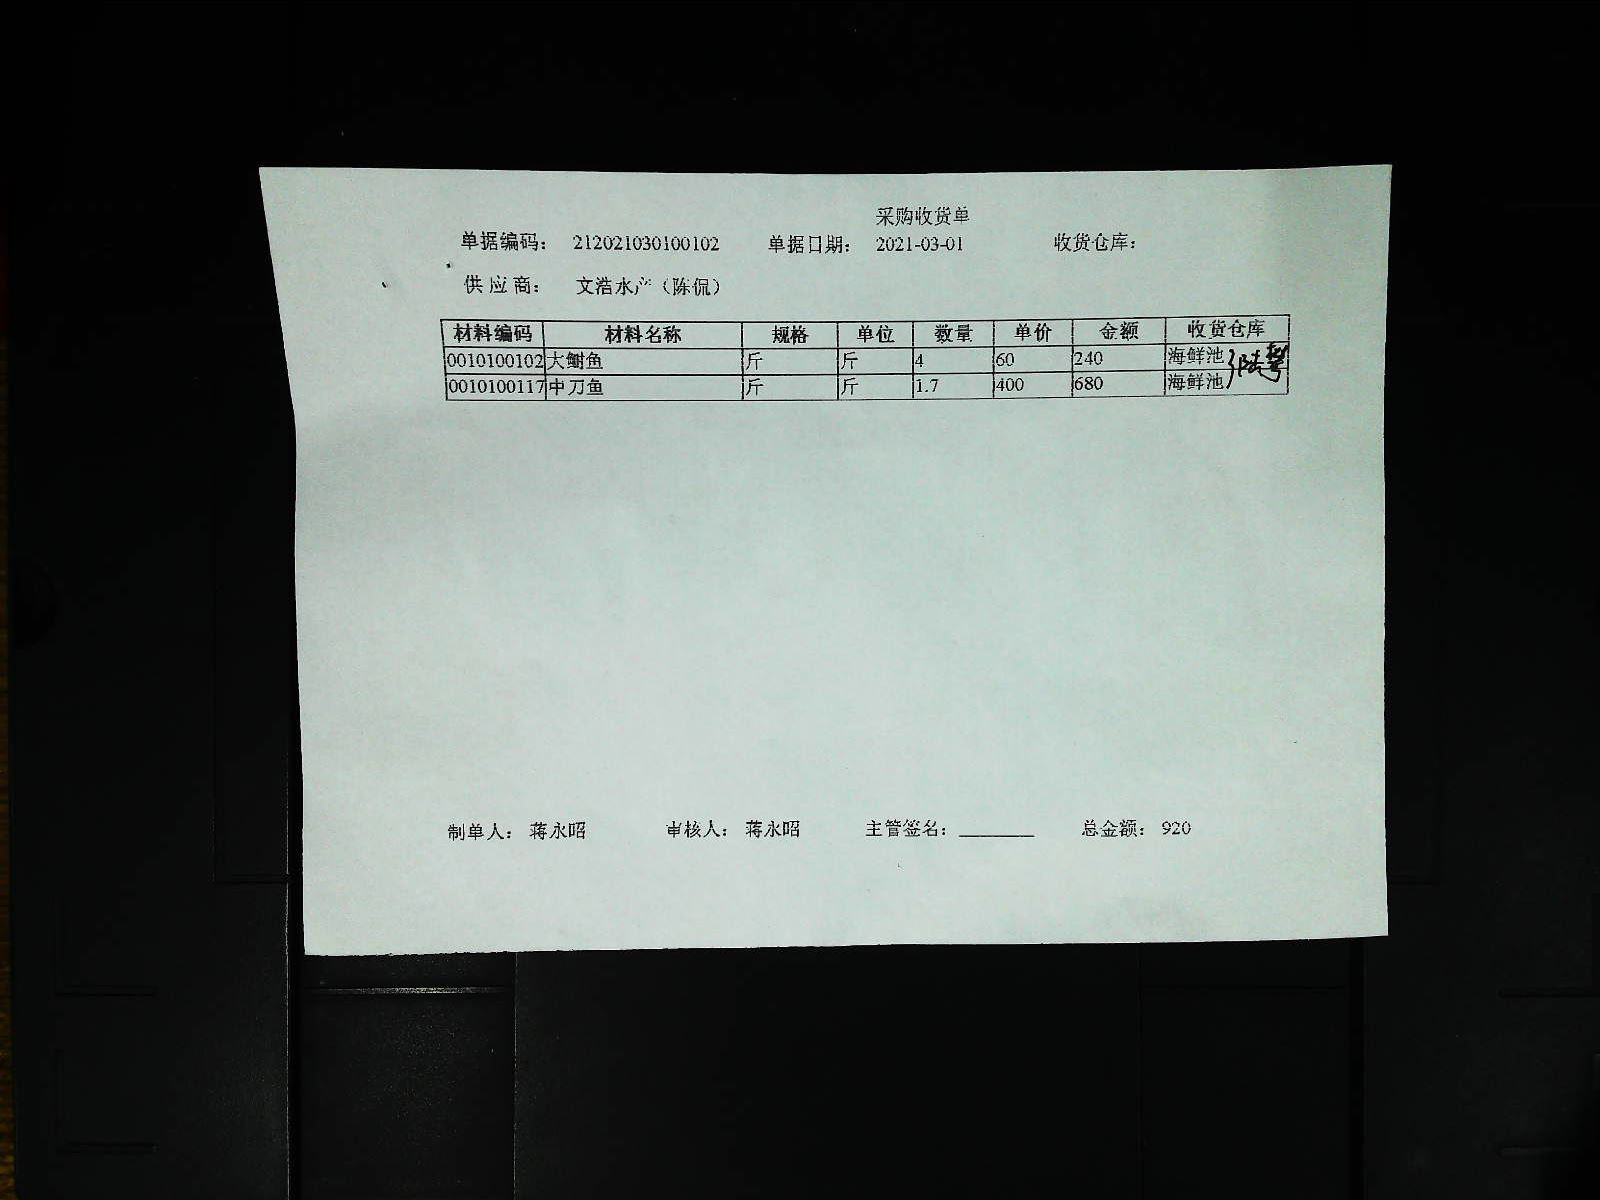 采购收货单
单据编码： 212021030100102 单据日期： 2021-03-01 收货仓库：
供应商： 文浩水产（陈侃）
材料编码 材料名称 规格 单位 数量 单价 金额 收货仓库
0010100102 大鲥鱼 斤 斤 4 60 240 海鲜池
0010100117 中刀鱼 斤 斤 1.7 400 680 海鲜池
制单人： 蒋永昭 审核人： 蒋永昭 主管签名：________ 总金额： 920